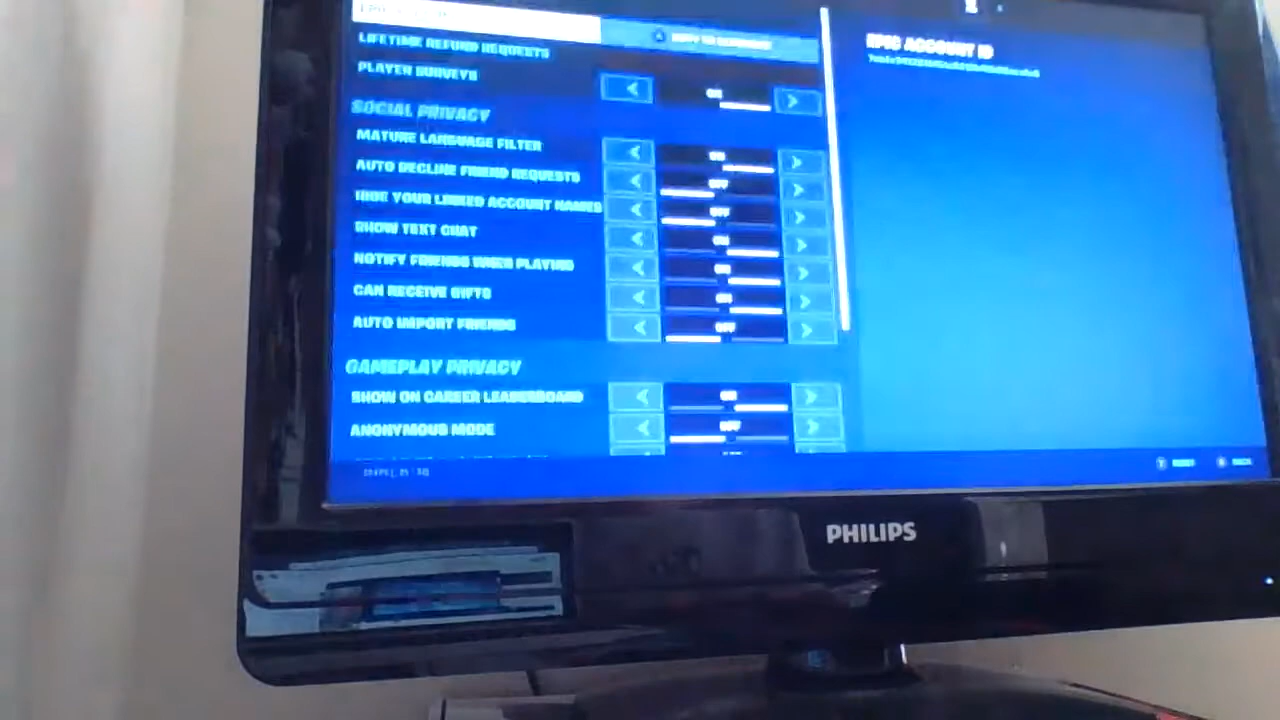 EPIC ACCOUNT ID
LIFETIME REFUND REQUESTS
PLAYER SURVEYS
ON
SOCIAL PRIVACY
MATURE LANGUAGE FILTER
ON
AUTO DECLINE FRIEND REQUESTS
OFF
HIDE YOUR LINKED ACCOUNT NAMES
OFF
SHOW TEXT CHAT
ON
NOTIFY FRIENDS WHEN PLAYING
ON
CAN RECEIVE GIFTS
ON
AUTO IMPORT FRIENDS
OFF
GAMEPLAY PRIVACY
SHOW ON CAREER LEADERBOARD
ON
ANONYMOUS MODE
OFF
RESET
BACK
PHILIPS